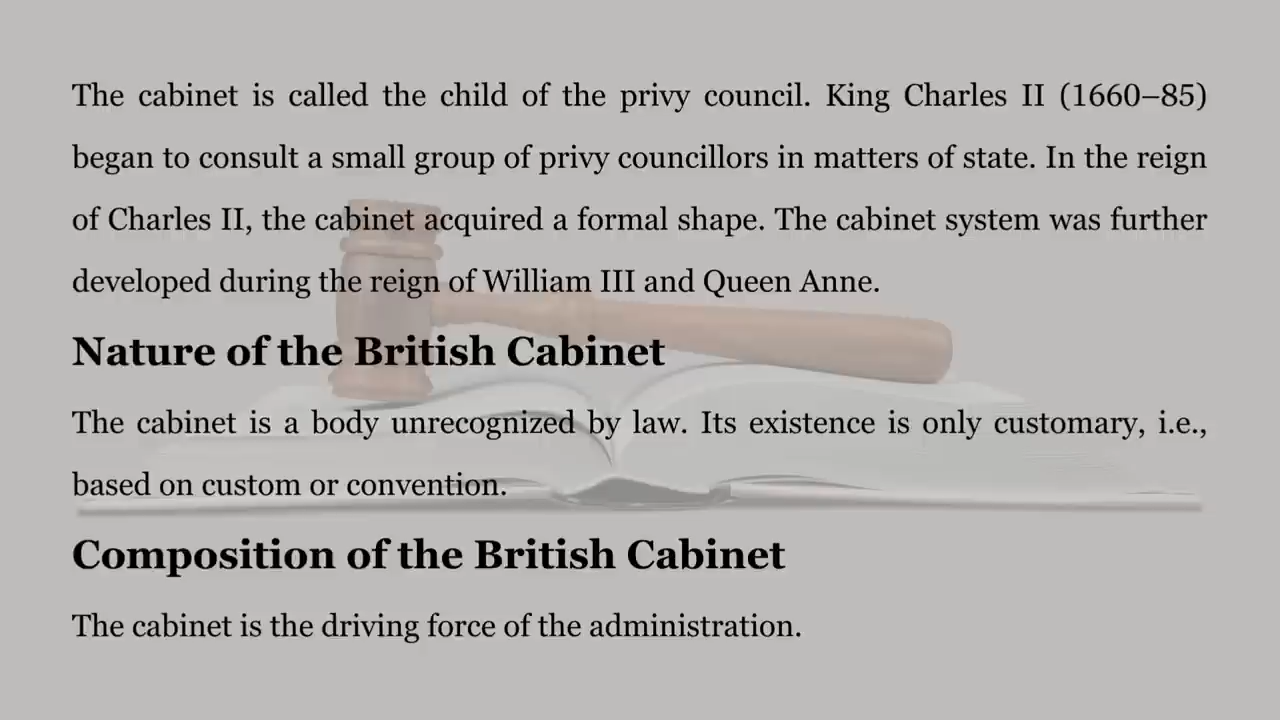 The cabinet is called the child of the privy council. King Charles II (1660–85)
began to consult a small group of privy councillors in matters of state. In the reign
of Charles II, the cabinet acquired a formal shape. The cabinet system was further
developed during the reign of William III and Queen Anne.
Nature of the British Cabinet
The cabinet is a body unrecognized by law. Its existence is only customary, i.e.,
based on custom or convention.
Composition of the British Cabinet
The cabinet is the driving force of the administration.